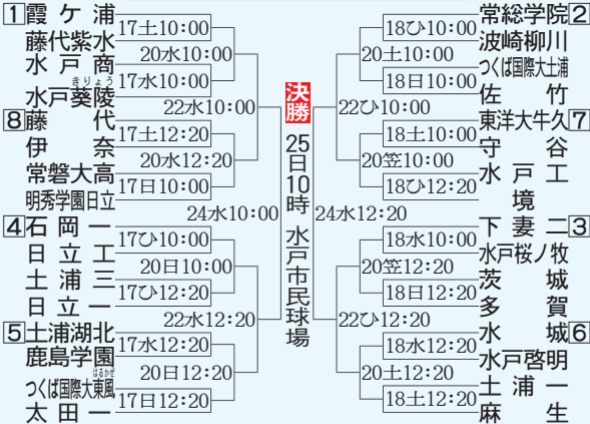 1 霞ケ浦
藤代紫水
水戸商
きりょう
水戸葵陵
8 藤代
伊奈
常磐大高
明秀学園日立
4 石岡一
日立工
土浦三
日立一
5 土浦湖北
鹿島学園
はるかぜ
つくば国際大東風
太田一
17土10:00
20水10:00
17水10:00
22水10:00
17土12:20
20水12:20
17日10:00
24水10:00
17ひ10:00
20日10:00
17ひ12:20
22水12:20
17水12:20
20日12:20
17日12:20
決勝
25日10時 水戸市民球場
18ひ10:00
20土10:00
18日10:00
22ひ10:00
18土10:00
20笠10:00
18ひ12:20
24水12:20
18水10:00
20笠12:20
18日12:20
22ひ12:20
18水12:20
20土12:20
18土12:20
常総学院 2
波崎柳川
つくば国際大土浦
佐竹
東洋大牛久 7
守谷
水戸工
境
下妻二 3
水戸桜ノ牧
茨城
多賀
水城 6
水戸啓明
土浦一
麻生